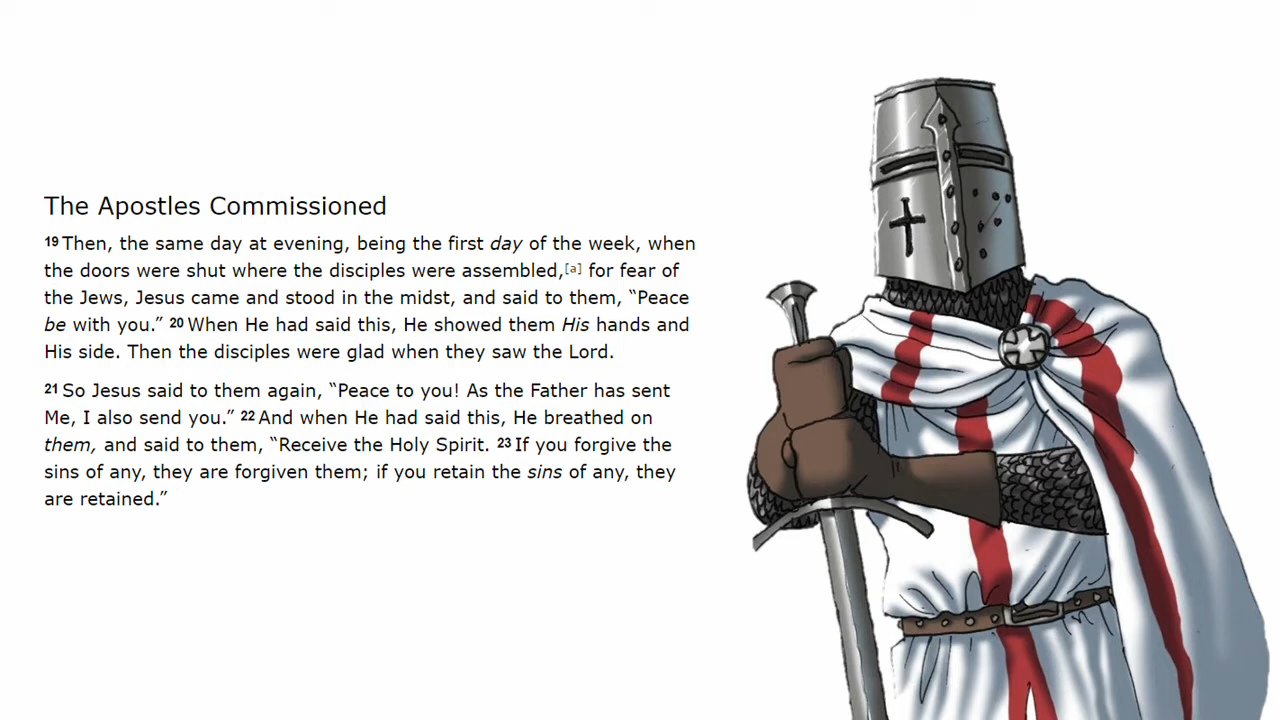 The Apostles Commissioned
19 Then, the same day at evening, being the first day of the week, when
the doors were shut where the disciples were assembled,[a] for fear of
the Jews, Jesus came and stood in the midst, and said to them, “Peace
be with you.” 20 When He had said this, He showed them His hands and
His side. Then the disciples were glad when they saw the Lord.
21 So Jesus said to them again, “Peace to you! As the Father has sent
Me, I also send you.” 22 And when He had said this, He breathed on
them, and said to them, “Receive the Holy Spirit. 23 If you forgive the
sins of any, they are forgiven them; if you retain the sins of any, they
are retained.”